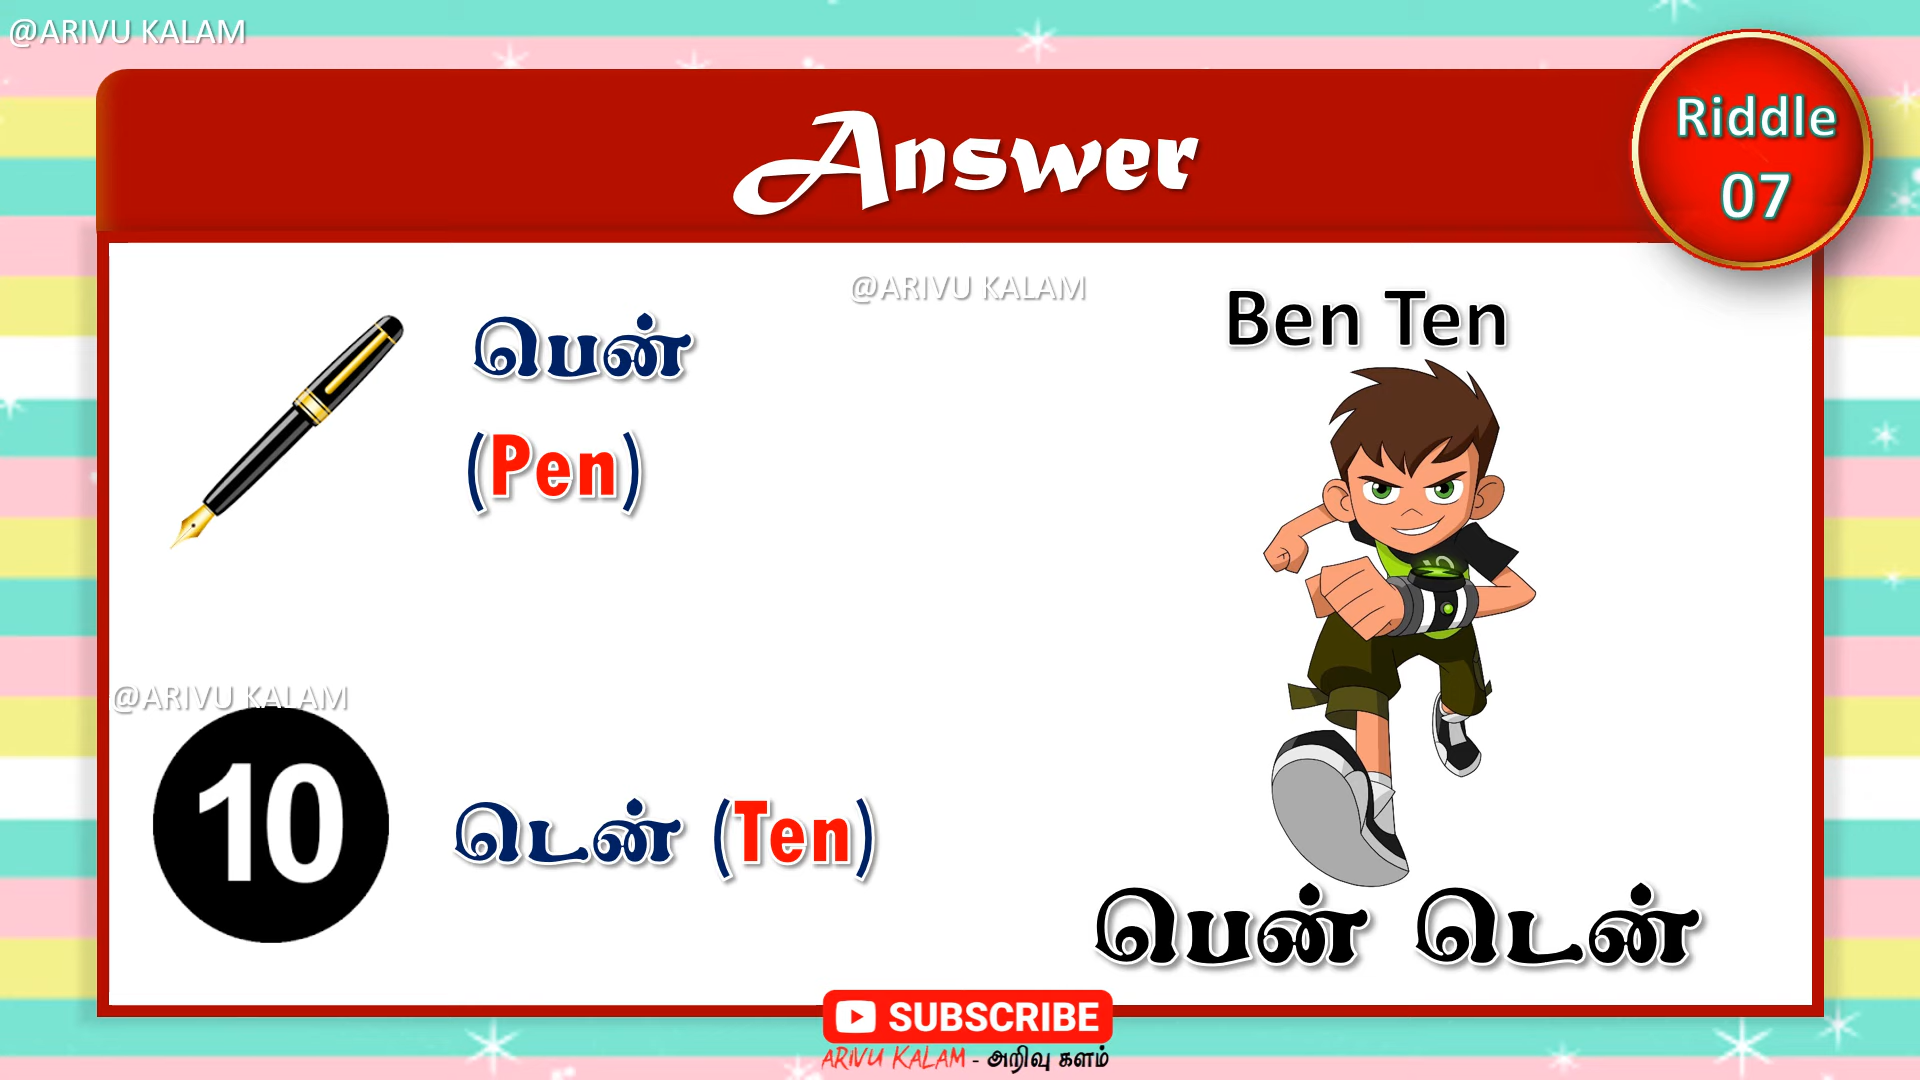 @ARIVU KALAM
Answer
Riddle
07
@ARIVU KALAM
பென்
(Pen)
Ben Ten
@ARIVU KALAM
10
டென் (Ten)
பென் டென்
SUBSCRIBE
ARIVU KALAM - அறிவு களம்